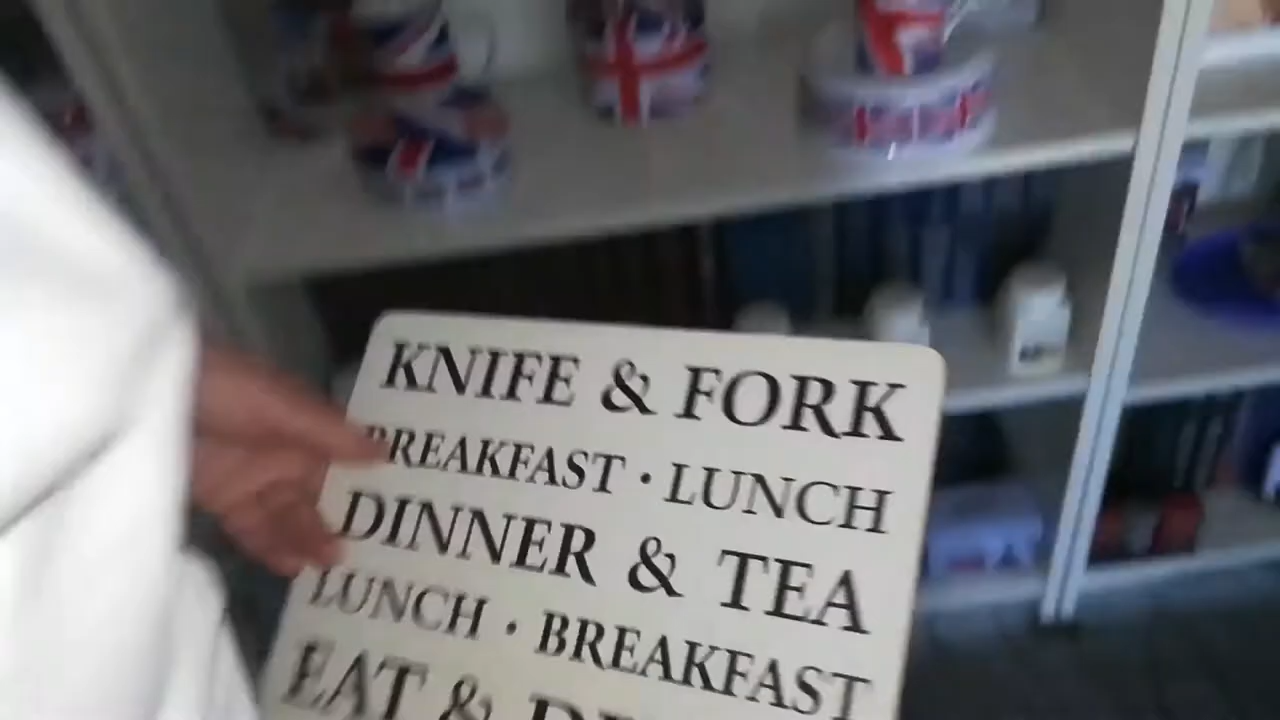 KNIFE & FORK
BREAKFAST · LUNCH
DINNER & TEA
LUNCH · BREAKFAST
EAT &